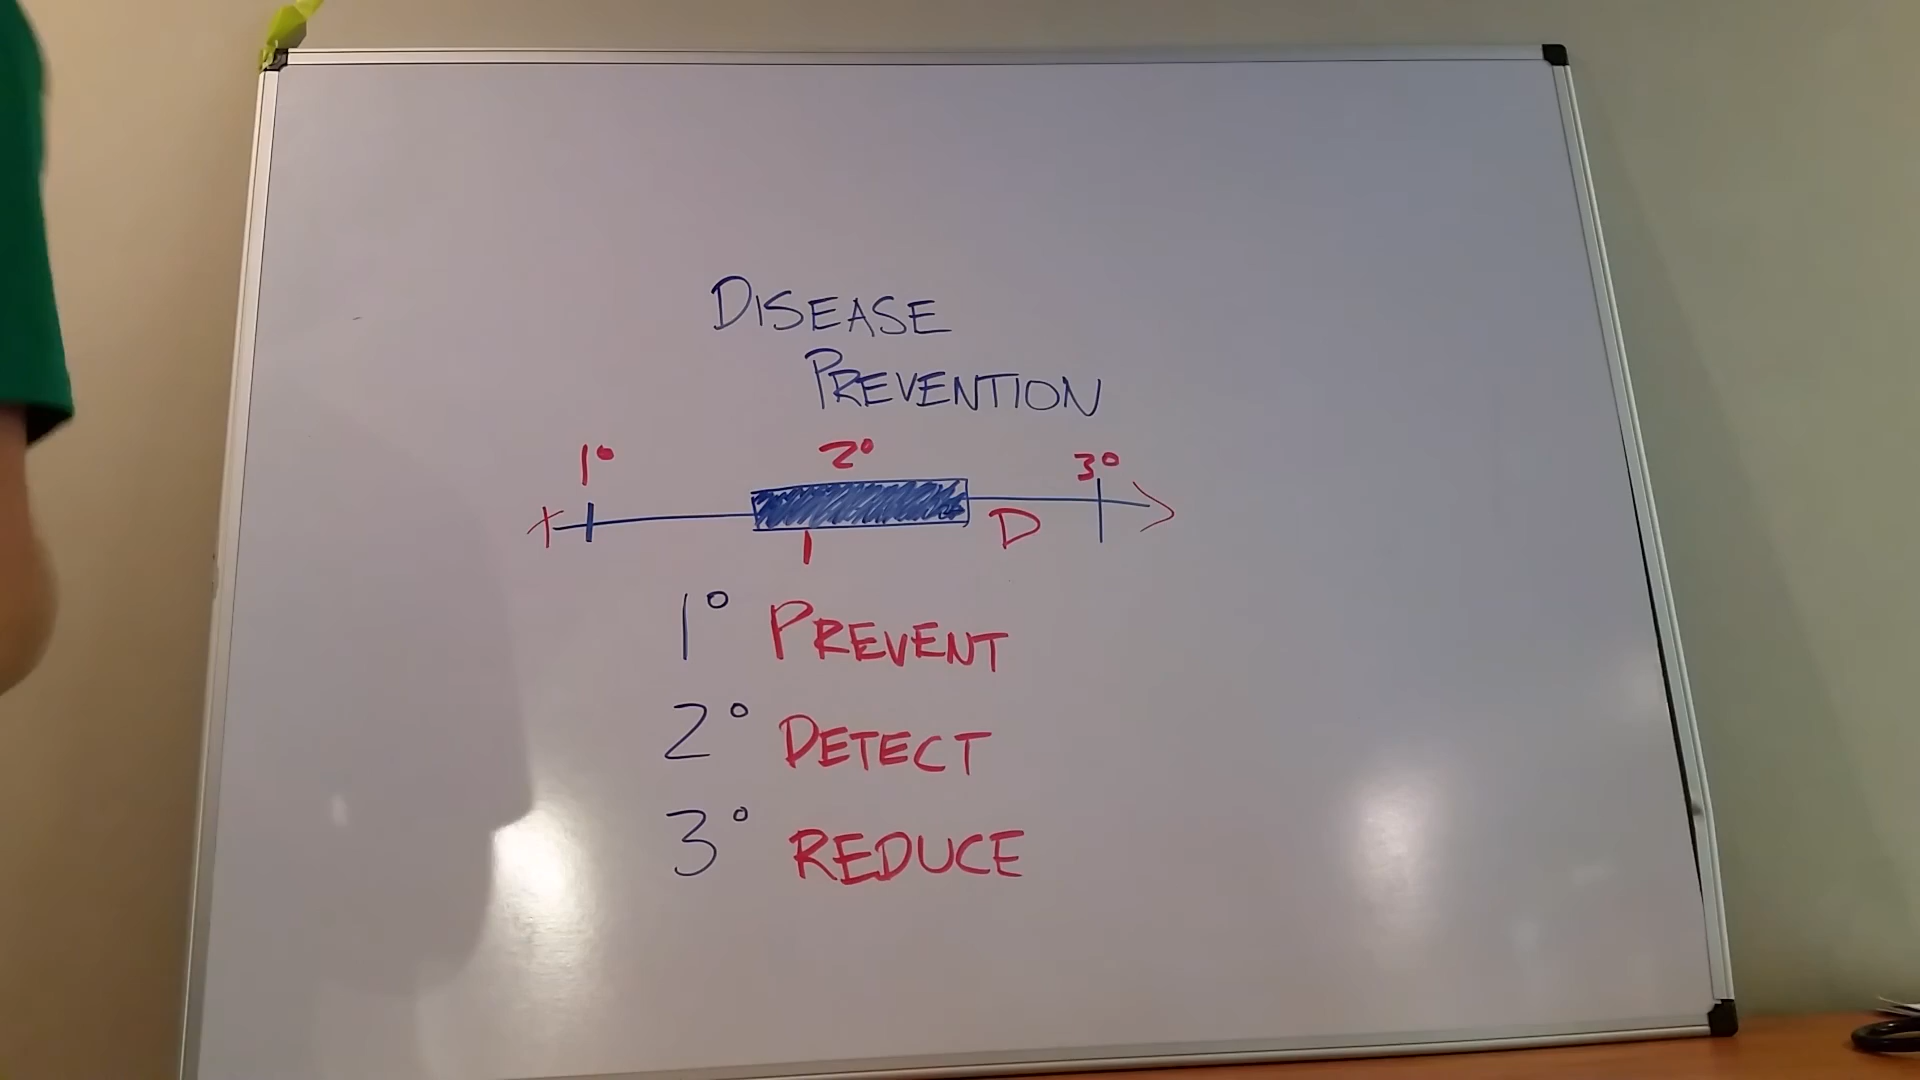 DISEASE
PREVENTION
1° 2° 3°
I D
1° PREVENT
2° DETECT
3° REDUCE